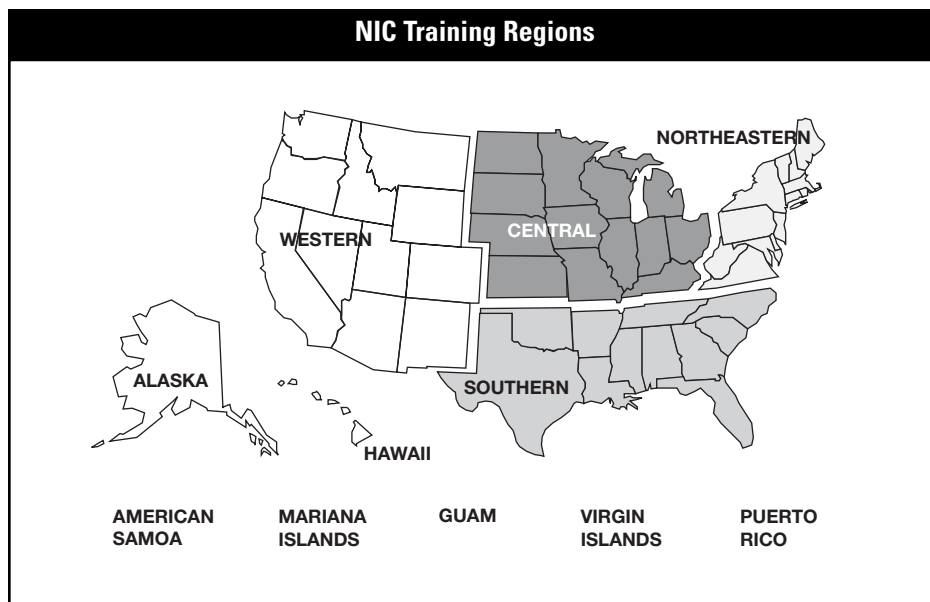 NIC Training Regions
NORTHEASTERN
CENTRAL
WESTERN
ALASKA
SOUTHERN
HAWAII
AMERICAN
SAMOA
MARIANA
ISLANDS
GUAM
VIRGIN
ISLANDS
PUERTO
RICO